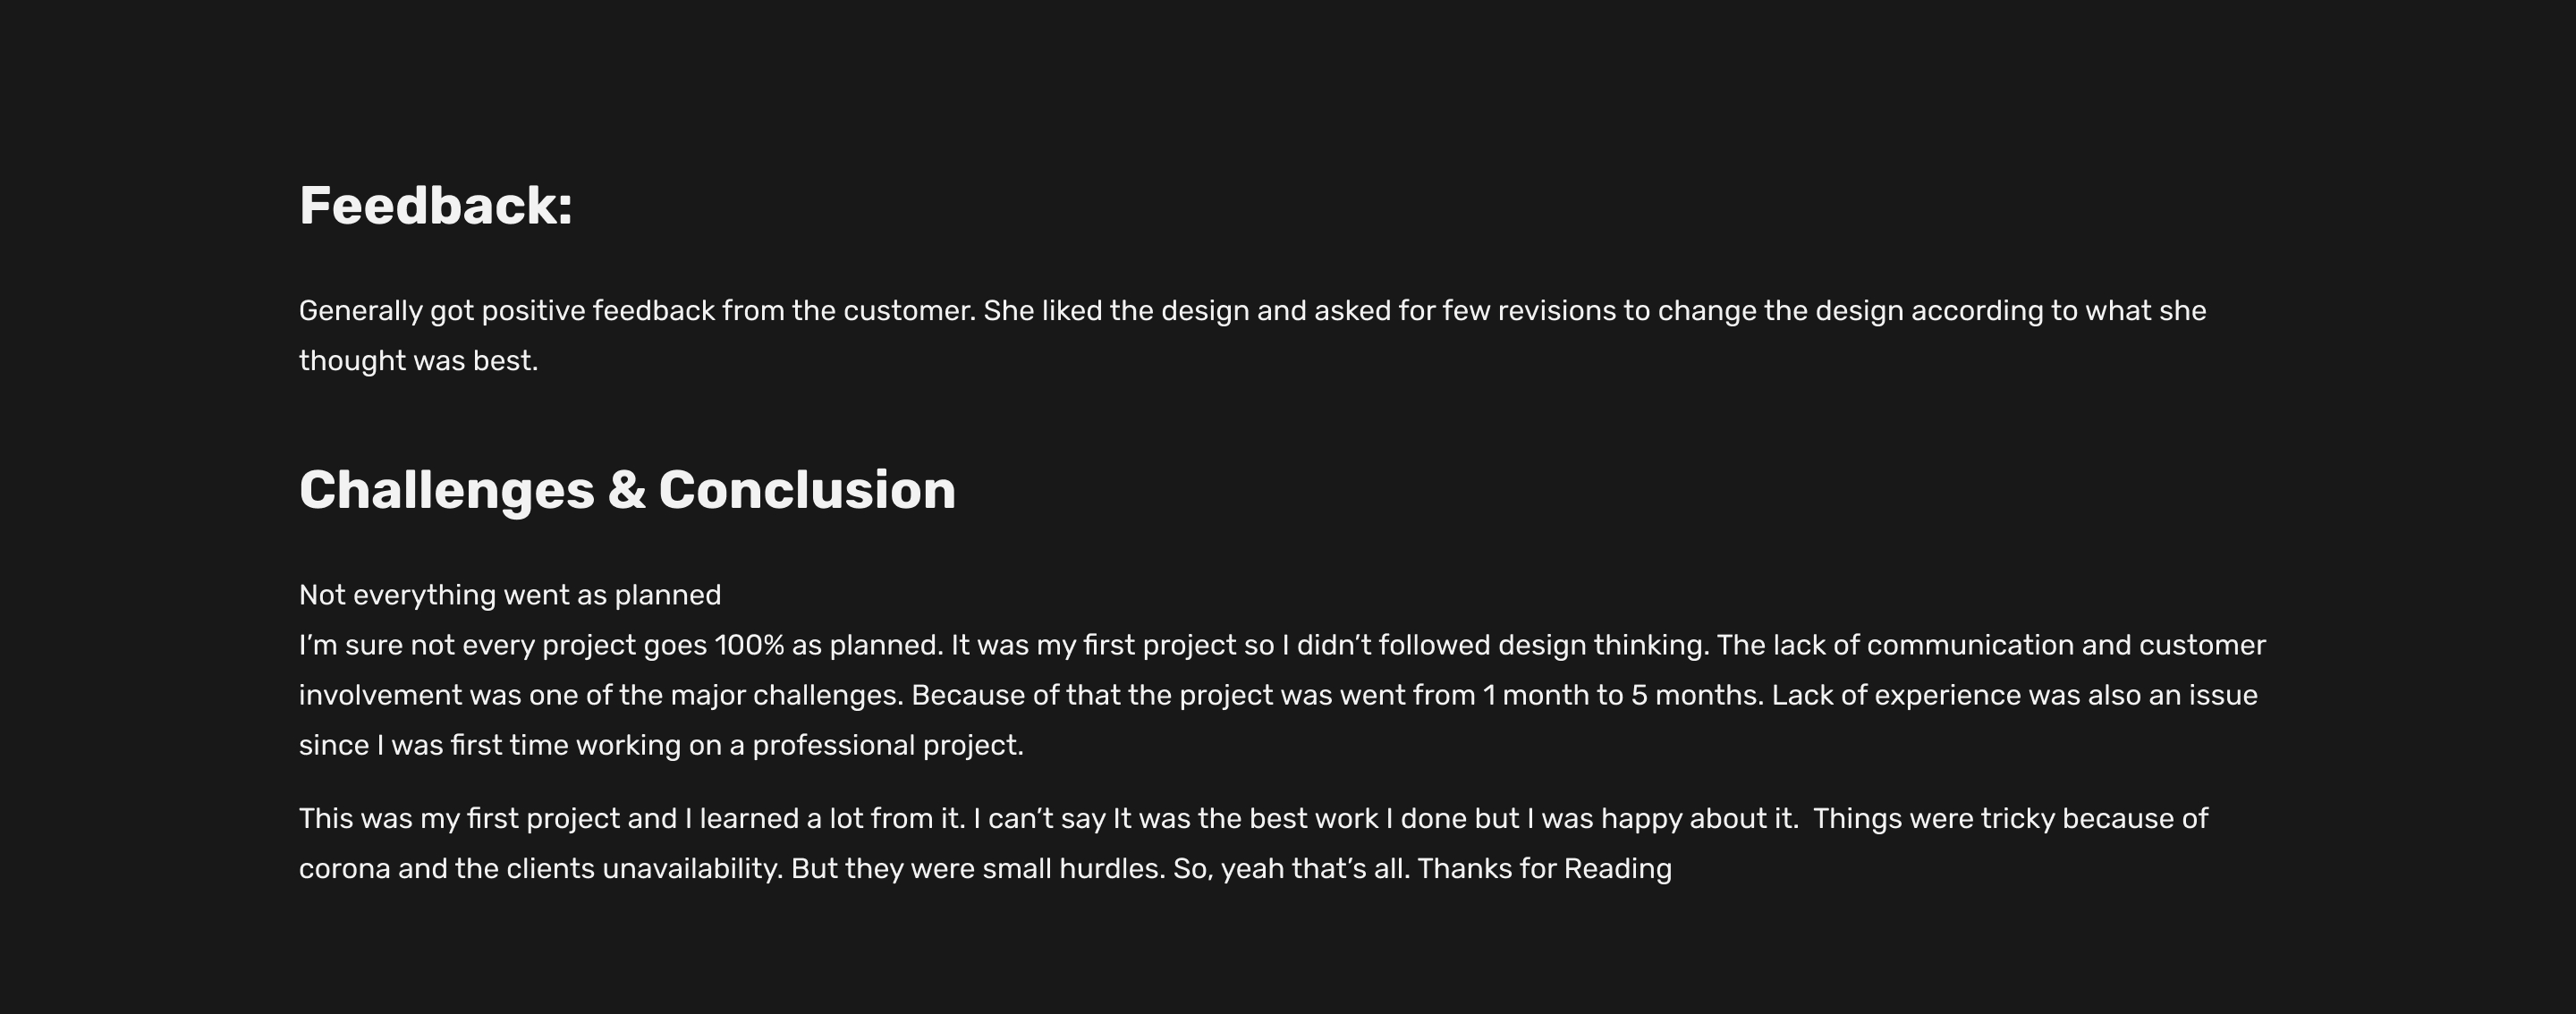 Feedback:
Generally got positive feedback from the customer. She liked the design and asked for few revisions to change the design according to what she
thought was best.
Challenges & Conclusion
Not everything went as planned
I’m sure not every project goes 100% as planned. It was my first project so I didn’t followed design thinking. The lack of communication and customer
involvement was one of the major challenges. Because of that the project was went from 1 month to 5 months. Lack of experience was also an issue
since I was first time working on a professional project.
This was my first project and I learned a lot from it. I can’t say It was the best work I done but I was happy about it.  Things were tricky because of
corona and the clients unavailability. But they were small hurdles. So, yeah that’s all. Thanks for Reading